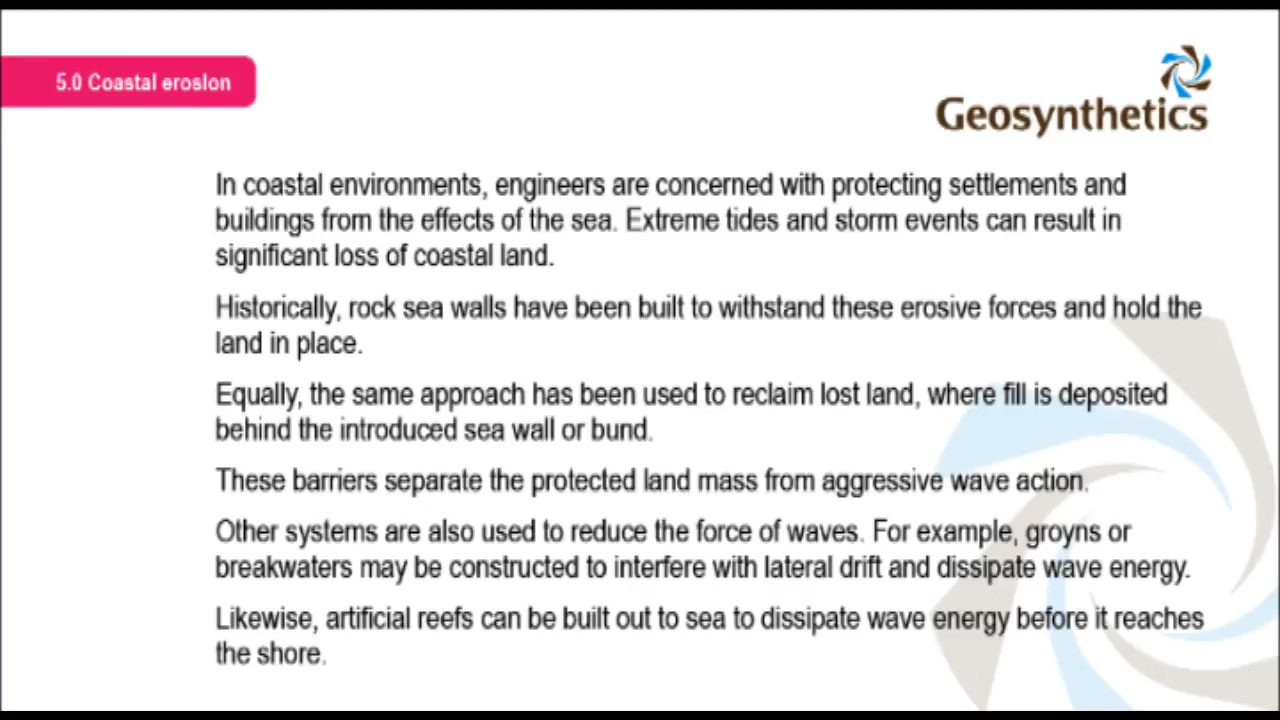 5.0 Coastal erosion
Geosynthetics
In coastal environments, engineers are concerned with protecting settlements and
buildings from the effects of the sea. Extreme tides and storm events can result in
significant loss of coastal land.
Historically, rock sea walls have been built to withstand these erosive forces and hold the
land in place.
Equally, the same approach has been used to reclaim lost land, where fill is deposited
behind the introduced sea wall or bund.
These barriers separate the protected land mass from aggressive wave action.
Other systems are also used to reduce the force of waves. For example, groyns or
breakwaters may be constructed to interfere with lateral drift and dissipate wave energy.
Likewise, artificial reefs can be built out to sea to dissipate wave energy before it reaches
the shore.